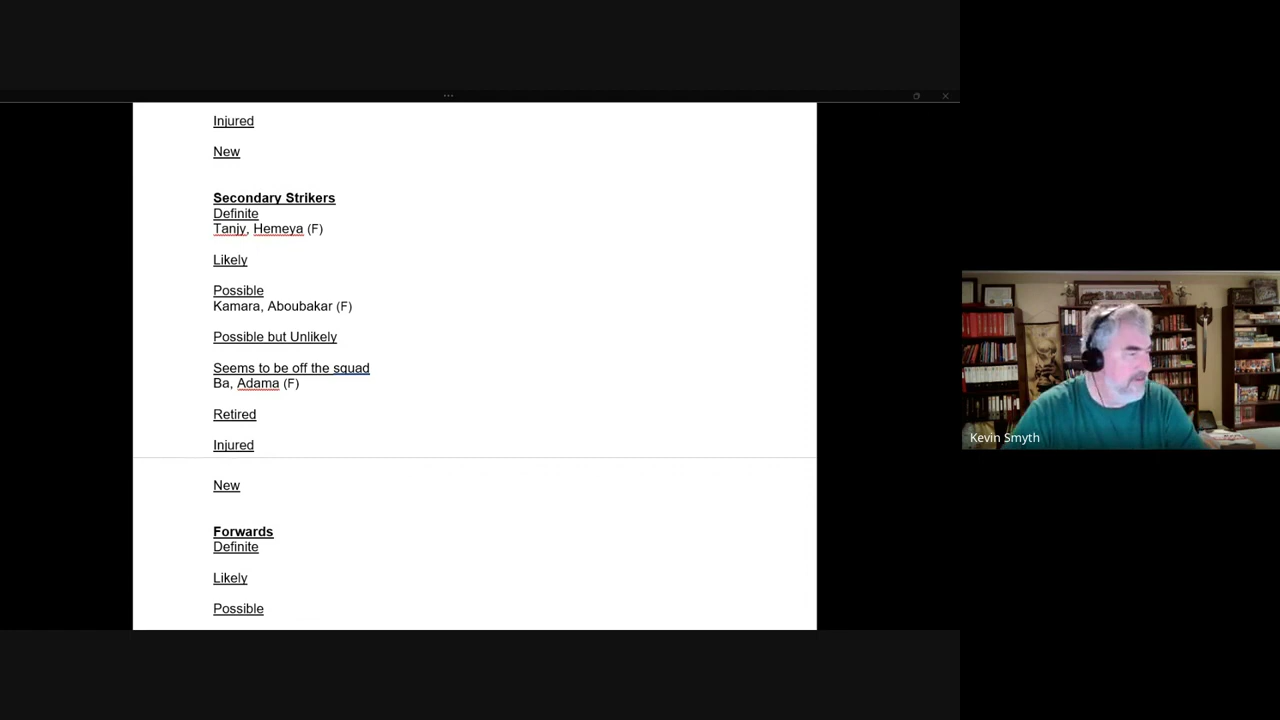 Injured
New
Secondary Strikers
Definite
Tanjy, Hemeya (F)
Likely
Possible
Kamara, Aboubakar (F)
Possible but Unlikely
Seems to be off the squad
Ba, Adama (F)
Retired
Injured
New
Forwards
Definite
Likely
Possible
Kevin Smyth